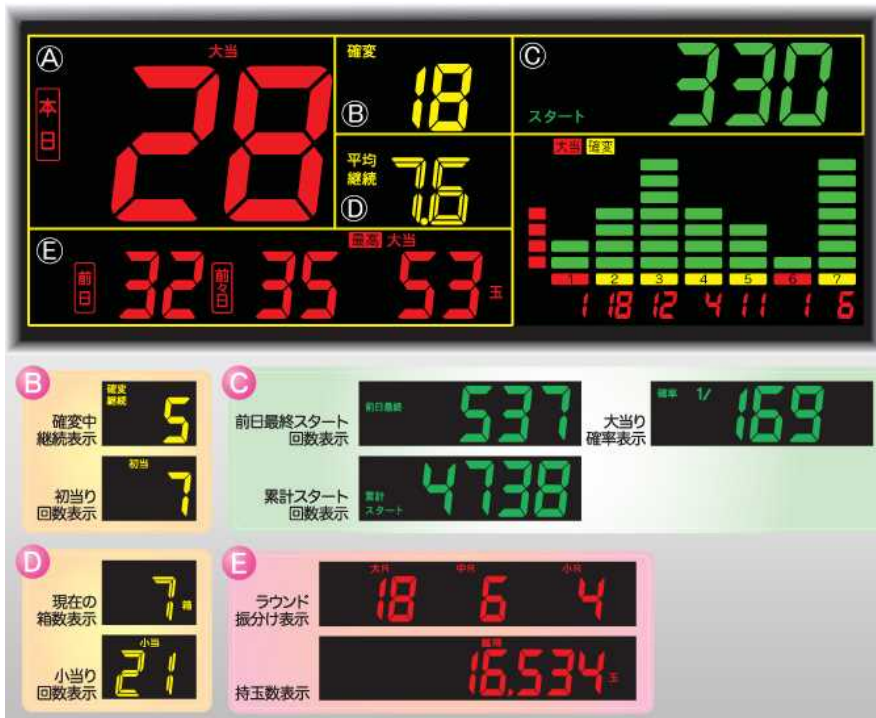 A 大当 確変 C 330
本日 28 B 18 スタート
平均継続 7.6 D
大当 確変
E 最高 大当
前日 32 前々日 35 53 玉
1 2 3 4 5 6 7
1 18 12 4 11 1 6
B
確変中
継続表示
確変
継続
5
初当り
回数表示
初当
7
C
前日最終スタート
回数表示
前日最終
537
大当り
確率表示
確率 1/ 169
累計スタート
回数表示
累計
スタート
4738
D
現在の
箱数表示
7 箱
小当り
回数表示
小当
21
E
ラウンド
振分け表示
大R 中R 小R
18 6 4
持玉数表示
16,534 玉